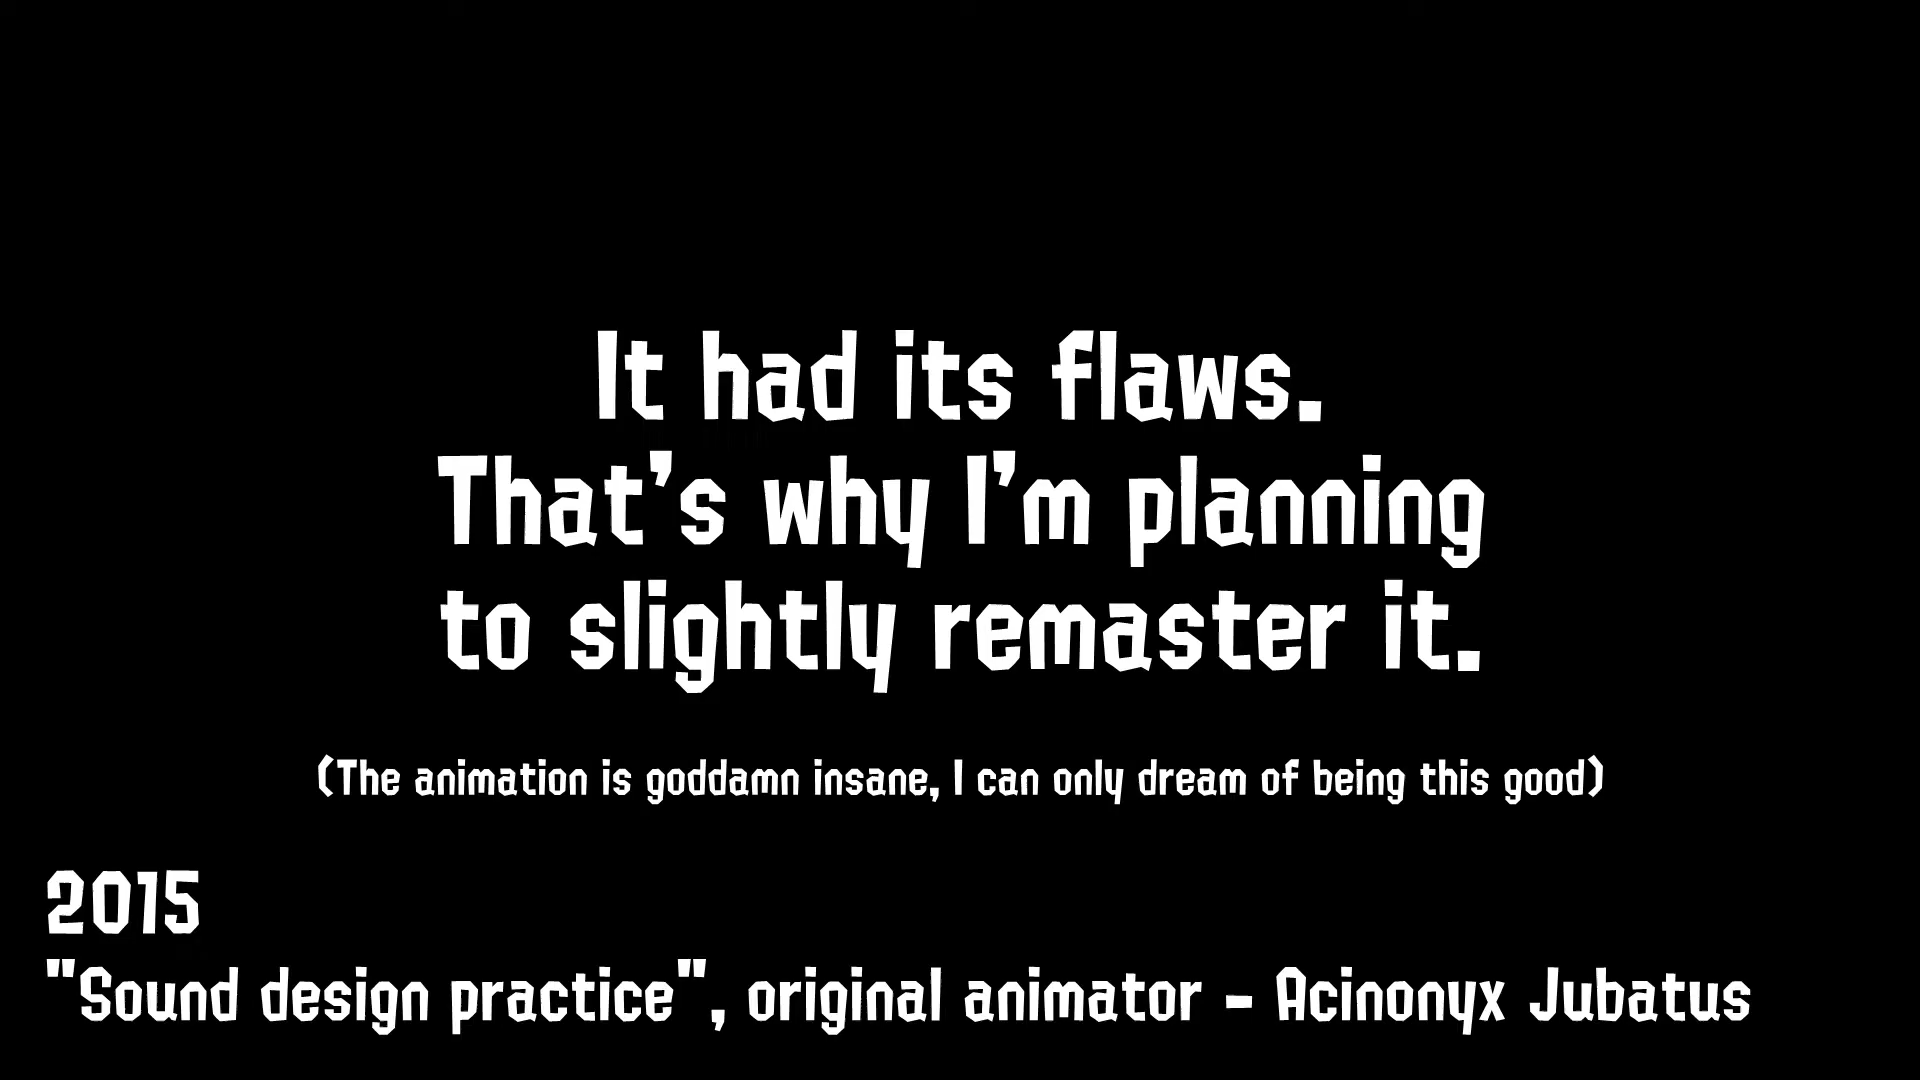 It had its flaws.
That's why I'm planning
to slightly remaster it.
(The animation is goddamn insane, I can only dream of being this good)
2015
"Sound design practice", original animator - Acinonyx Jubatus